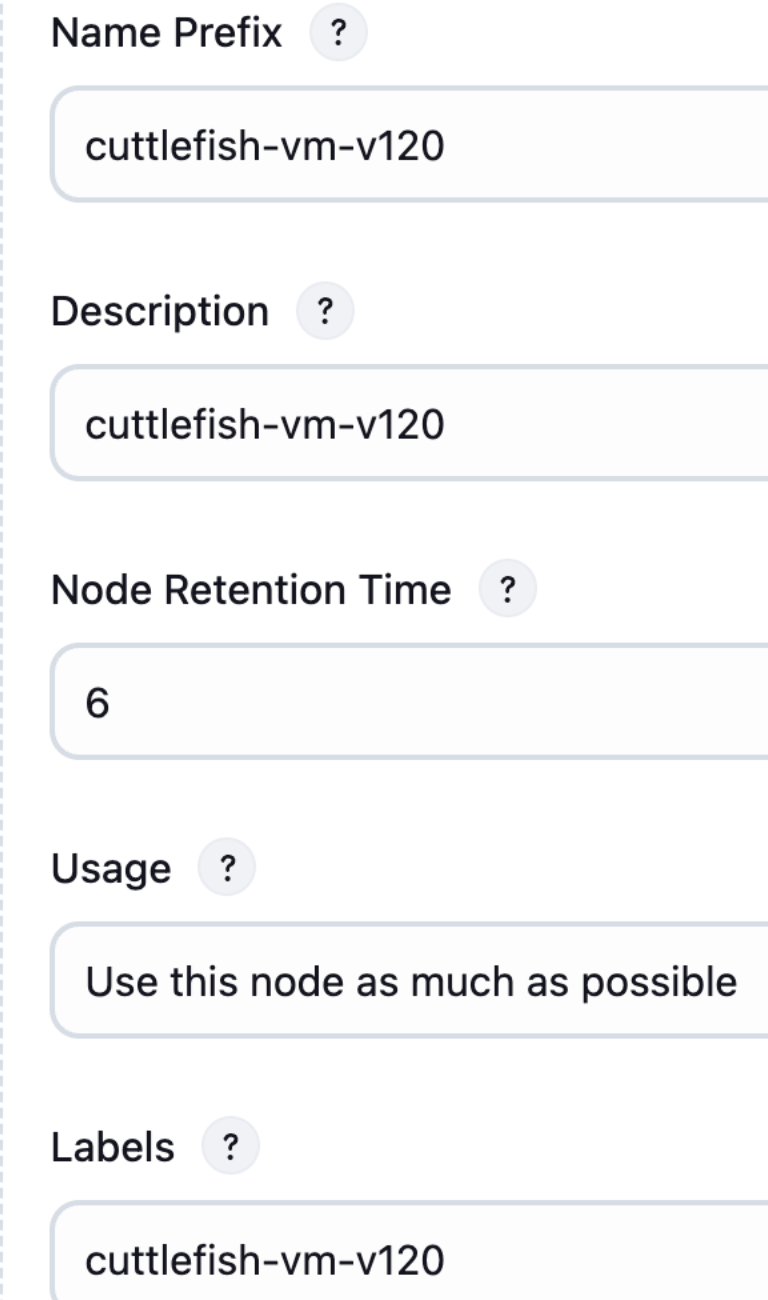 Name Prefix ?
cuttlefish-vm-v120
Description ?
cuttlefish-vm-v120
Node Retention Time ?
6
Usage ?
Use this node as much as possible
Labels ?
cuttlefish-vm-v120